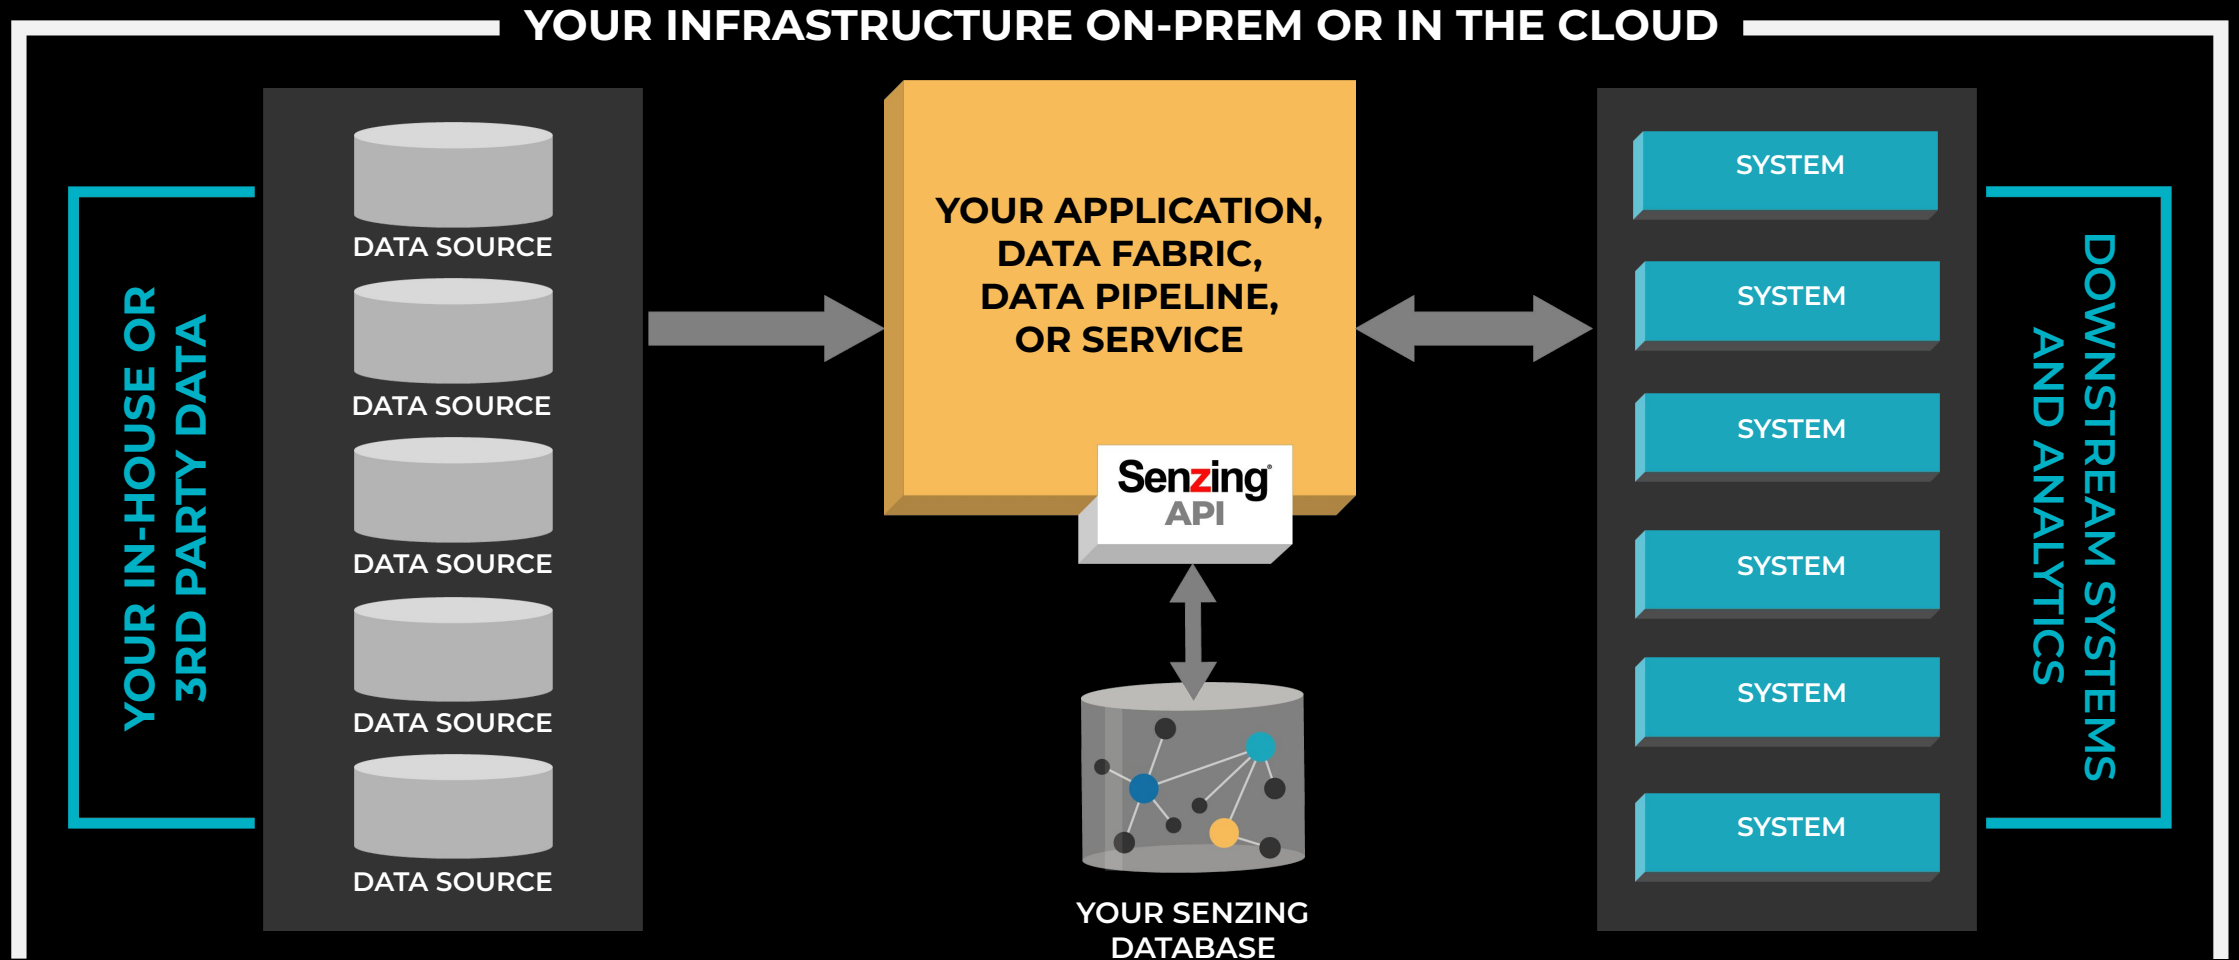 YOUR INFRASTRUCTURE ON-PREM OR IN THE CLOUD
YOUR IN-HOUSE OR
3RD PARTY DATA
DATA SOURCE
DATA SOURCE
DATA SOURCE
DATA SOURCE
DATA SOURCE
YOUR APPLICATION,
DATA FABRIC,
DATA PIPELINE,
OR SERVICE
Senzing®
API
YOUR SENZING
DATABASE
SYSTEM
SYSTEM
SYSTEM
SYSTEM
SYSTEM
SYSTEM
DOWNSTREAM SYSTEMS
AND ANALYTICS